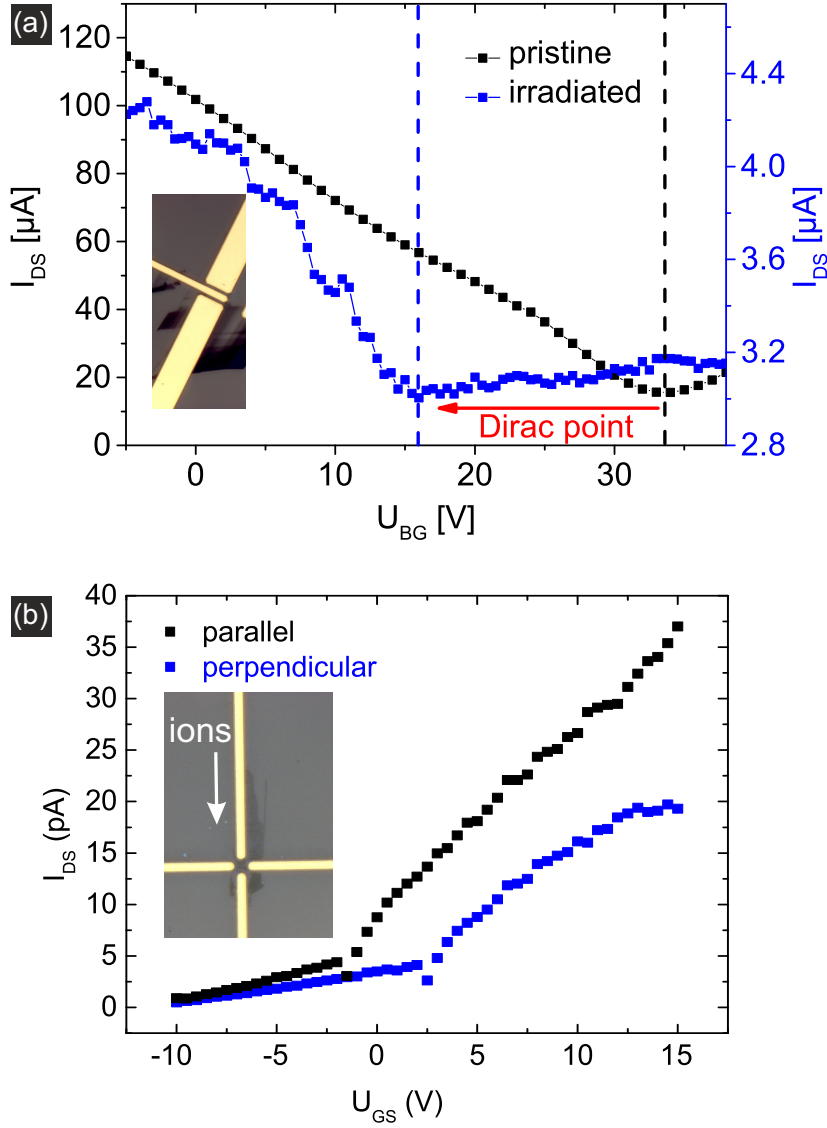 (a)
120
100
80
60
40
20
0
I_DS [µA]
pristine
irradiated
4.4
4.0
3.6
3.2
2.8
I_DS [µA]
Dirac point
0 10 20 30
U_BG [V]
(b)
40
35
30
25
20
15
10
5
0
I_DS (pA)
parallel
perpendicular
ions
-10 -5 0 5 10 15
U_GS (V)